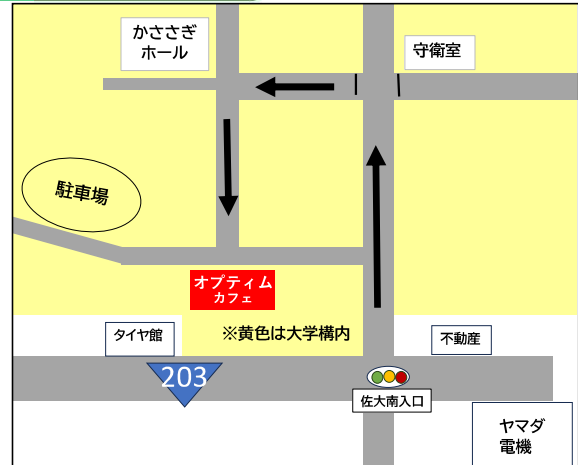 かささぎ
ホール
守衛室
駐車場
オプティム
カフェ
タイヤ館
※黄色は大学構内
不動産
203
佐大南入口
ヤマダ
電機